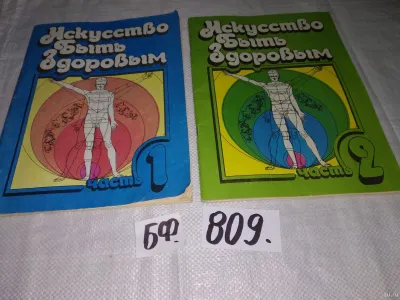 Искусство
Быть
Здоровым
часть 1
Искусство
Быть
Здоровым
часть 2
БФ. 809.